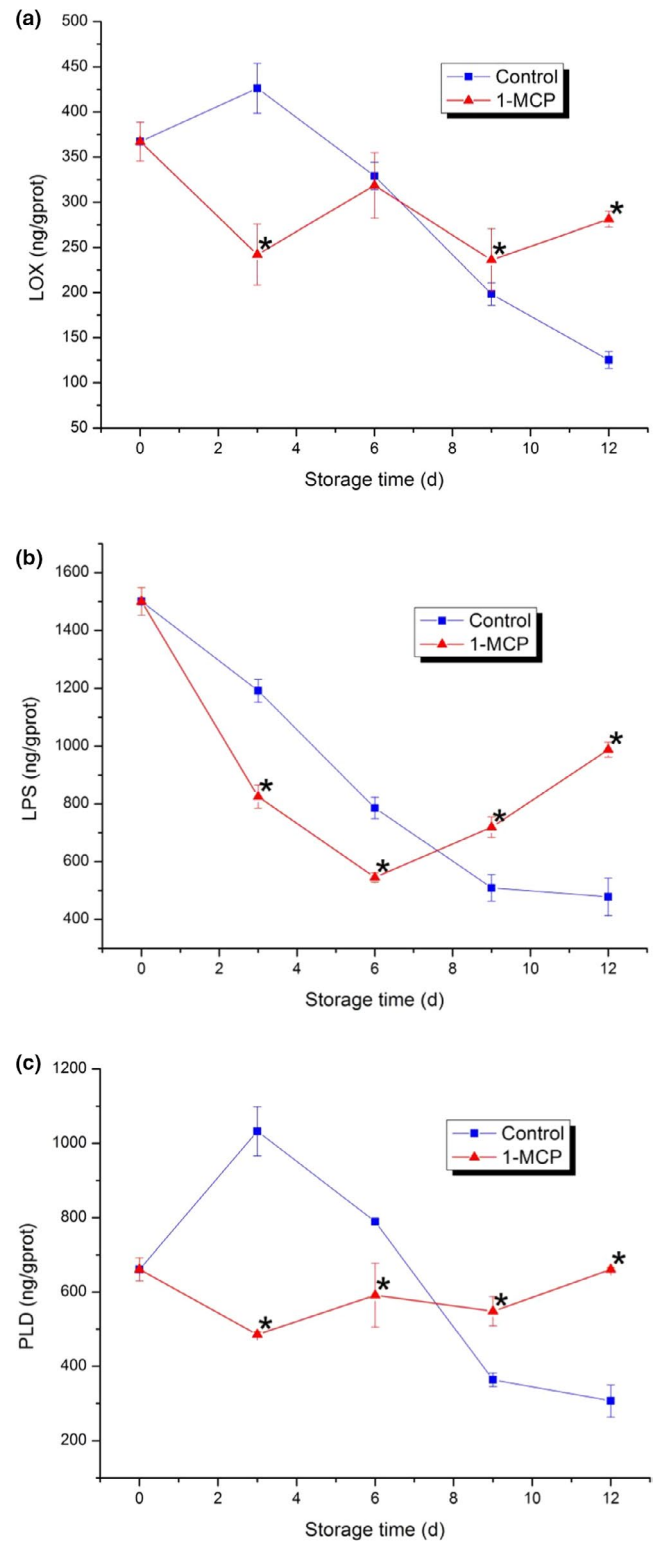 (a)
500
450
400
350
300
250
200
150
100
50
LOX (ng/gprot)
Control
1-MCP
*
*
*
0 2 4 6 8 10 12
Storage time (d)
(b)
1600
1400
1200
1000
800
600
400
LPS (ng/gprot)
Control
1-MCP
*
*
*
*
0 2 4 6 8 10 12
Storage time (d)
(c)
1200
1000
800
600
400
200
PLD (ng/gprot)
Control
1-MCP
*
*
*
*
0 2 4 6 8 10 12
Storage time (d)